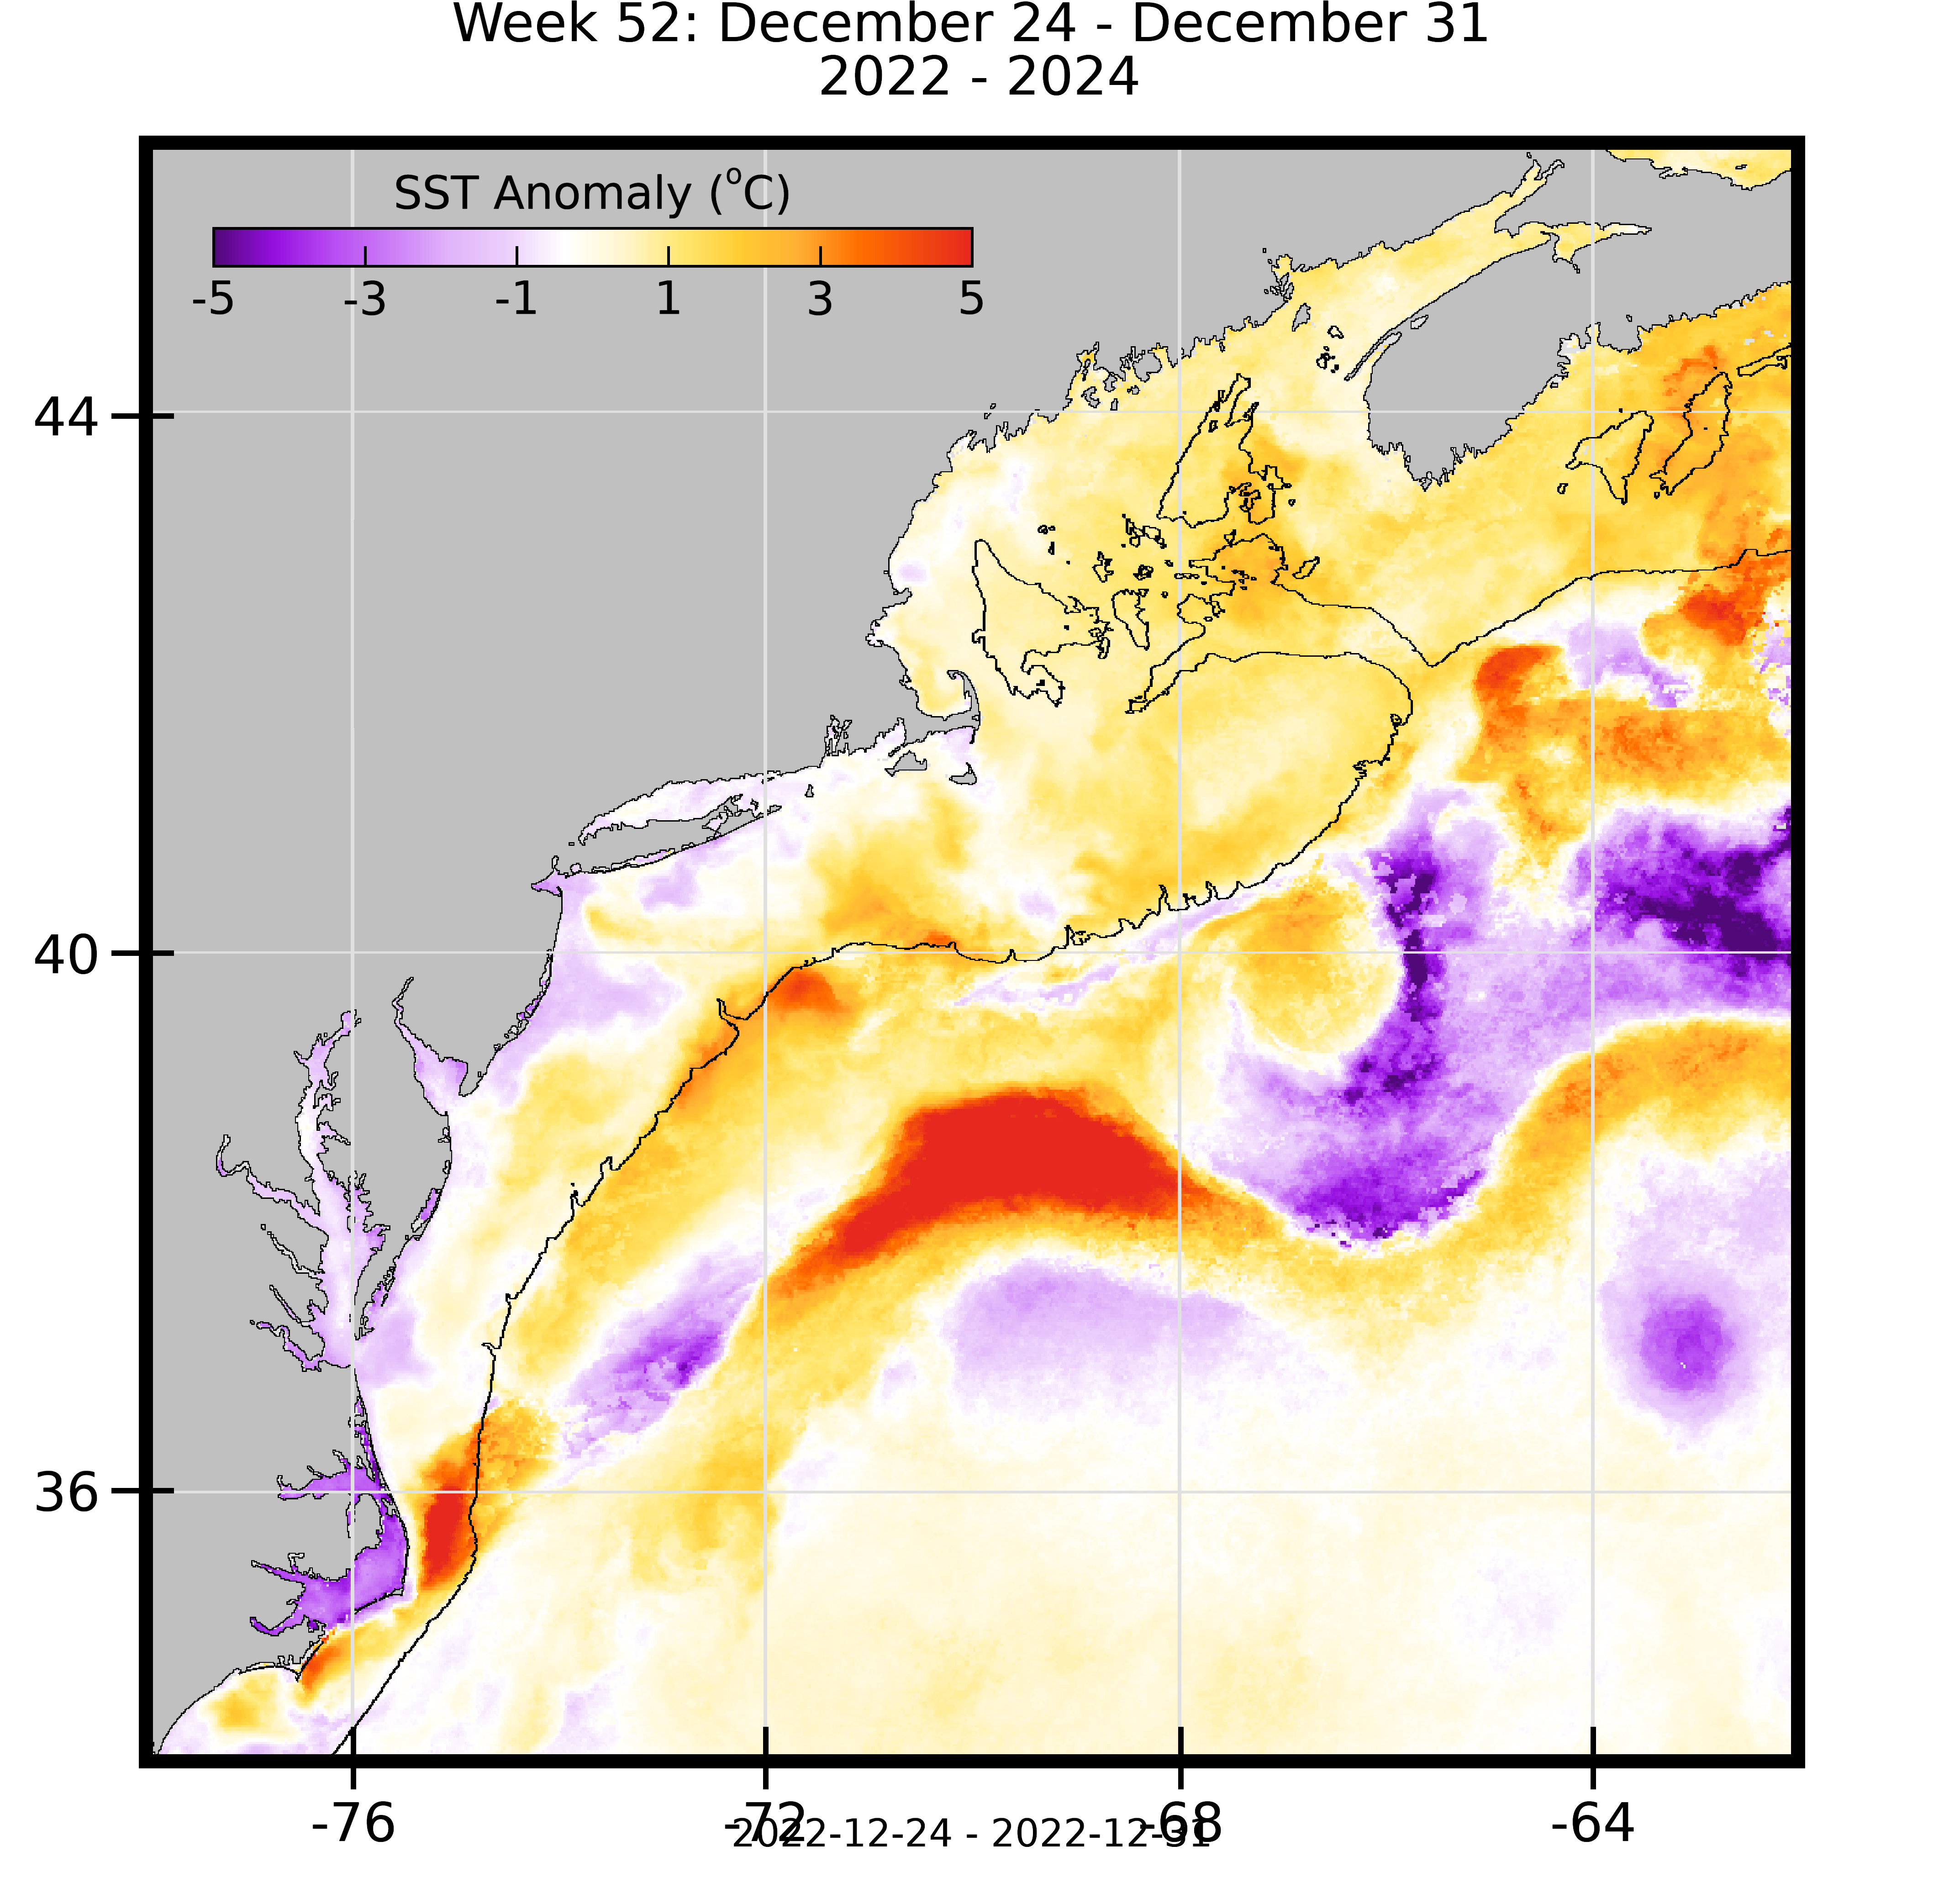 Week 52: December 24 - December 31
2022 - 2024
SST Anomaly (°C)
-5 -3 -1 1 3 5
44
40
36
-76 -72 -68 -64
2022-12-24 - 2022-12-31